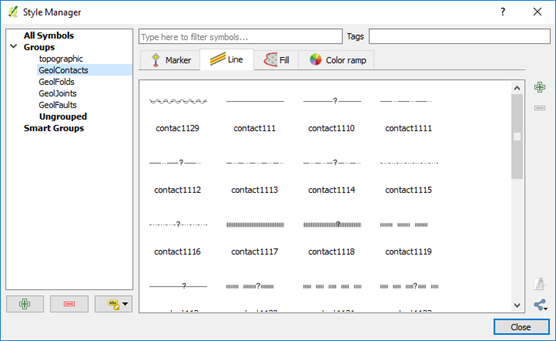 Style Manager
All Symbols
Groups
topographic
GeolContacts
GeolFolds
GeolJoints
GeolFaults
Ungrouped
Smart Groups
Type here to filter symbols... Tags
Marker Line Fill Color ramp
?
contac1129 contact111 contact1110 contact1111
? ?
contact1112 contact1113 contact1114 contact1115
? ?
contact1116 contact1117 contact1118 contact1119
? ? ?
Close